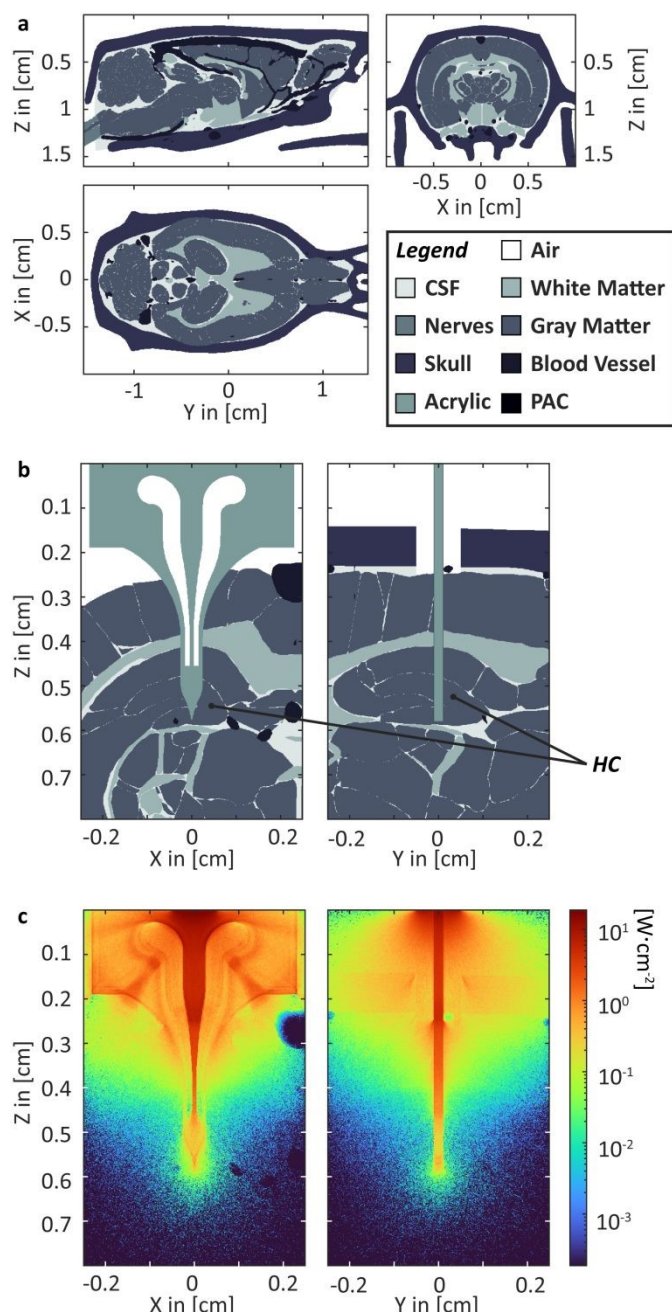 a
Z in [cm]
0.5
1
1.5
0.5
1
1.5
Z in [cm]
-0.5 0 0.5
X in [cm]
X in [cm]
0.5
0
-0.5
-1 0 1
Y in [cm]
Legend
Air
CSF
White Matter
Nerves
Gray Matter
Skull
Blood Vessel
Acrylic
PAC
b
Z in [cm]
0.1
0.2
0.3
0.4
0.5
0.6
0.7
HC
-0.2 0 0.2
X in [cm]
-0.2 0 0.2
Y in [cm]
c
Z in [cm]
0.1
0.2
0.3
0.4
0.5
0.6
0.7
-0.2 0 0.2
X in [cm]
-0.2 0 0.2
Y in [cm]
[W·cm⁻²]
10¹
10⁰
10⁻¹
10⁻²
10⁻³